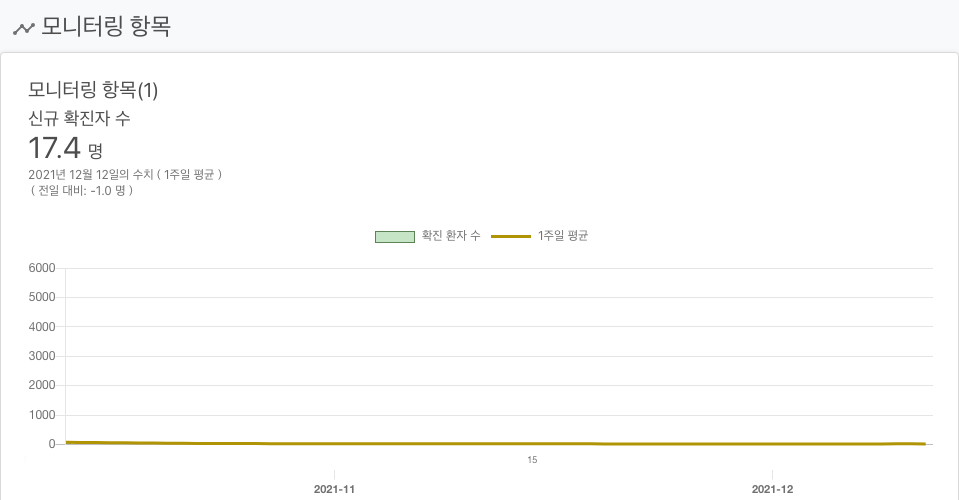 모니터링 항목
모니터링 항목(1)
신규 확진자 수
17.4 명
2021년 12월 12일의 수치 ( 1주일 평균 )
( 전일 대비: -1.0 명 )
확진 환자 수 1주일 평균
6000
5000
4000
3000
2000
1000
0
15
2021-11 2021-12